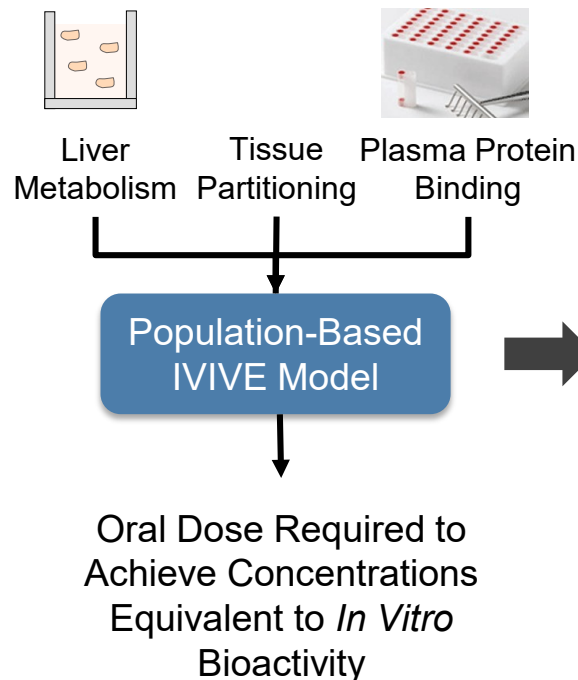 Liver
Metabolism
Tissue
Partitioning
Plasma Protein
Binding
Population-Based
IVIVE Model
Oral Dose Required to
Achieve Concentrations
Equivalent to In Vitro
Bioactivity